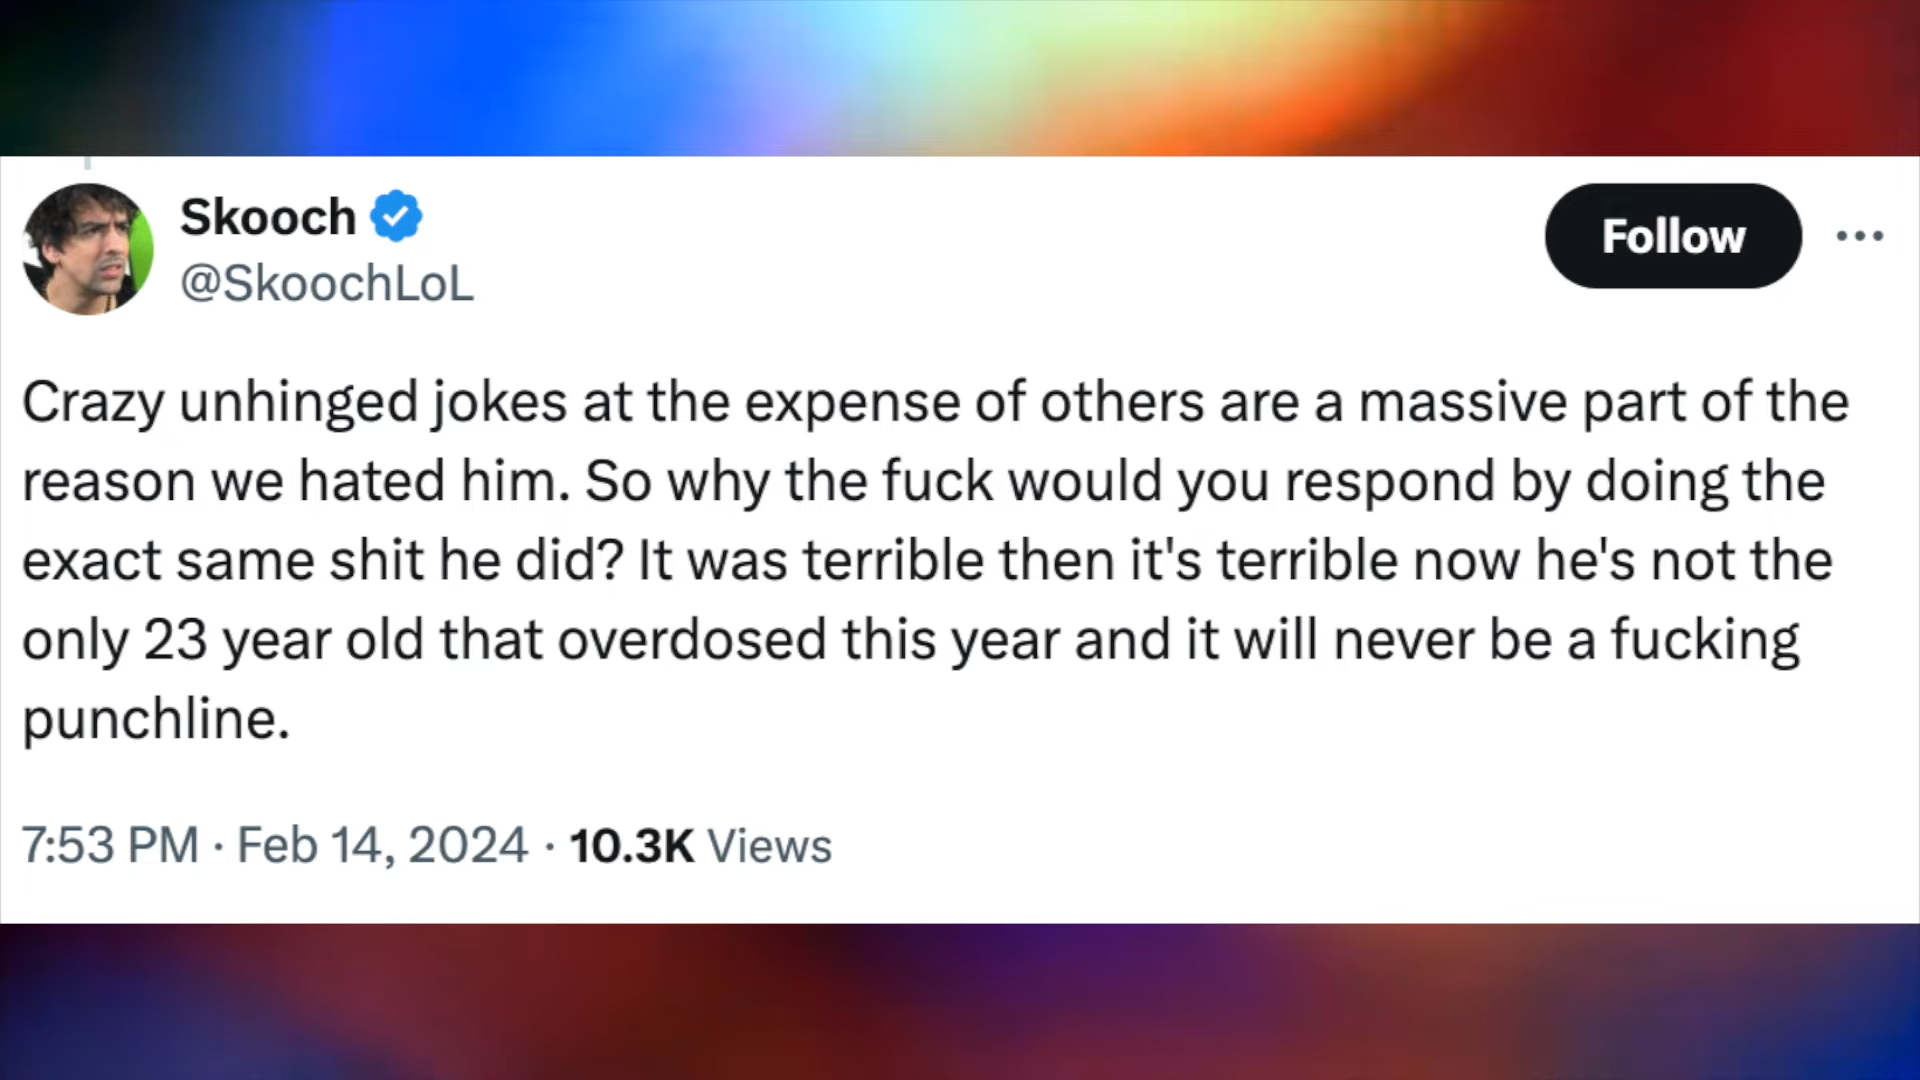 Skooch
@SkoochLoL
Follow
Crazy unhinged jokes at the expense of others are a massive part of the
reason we hated him. So why the fuck would you respond by doing the
exact same shit he did? It was terrible then it's terrible now he's not the
only 23 year old that overdosed this year and it will never be a fucking
punchline.
7:53 PM · Feb 14, 2024 · 10.3K Views